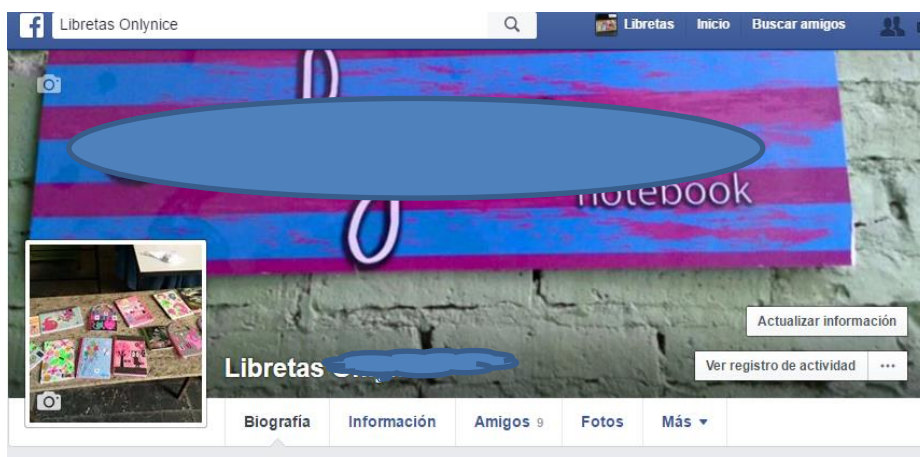 Libretas Onlynice
Libretas Inicio Buscar amigos
notebook
Actualizar información
Libretas
Ver registro de actividad
Biografía Información Amigos 9 Fotos Más